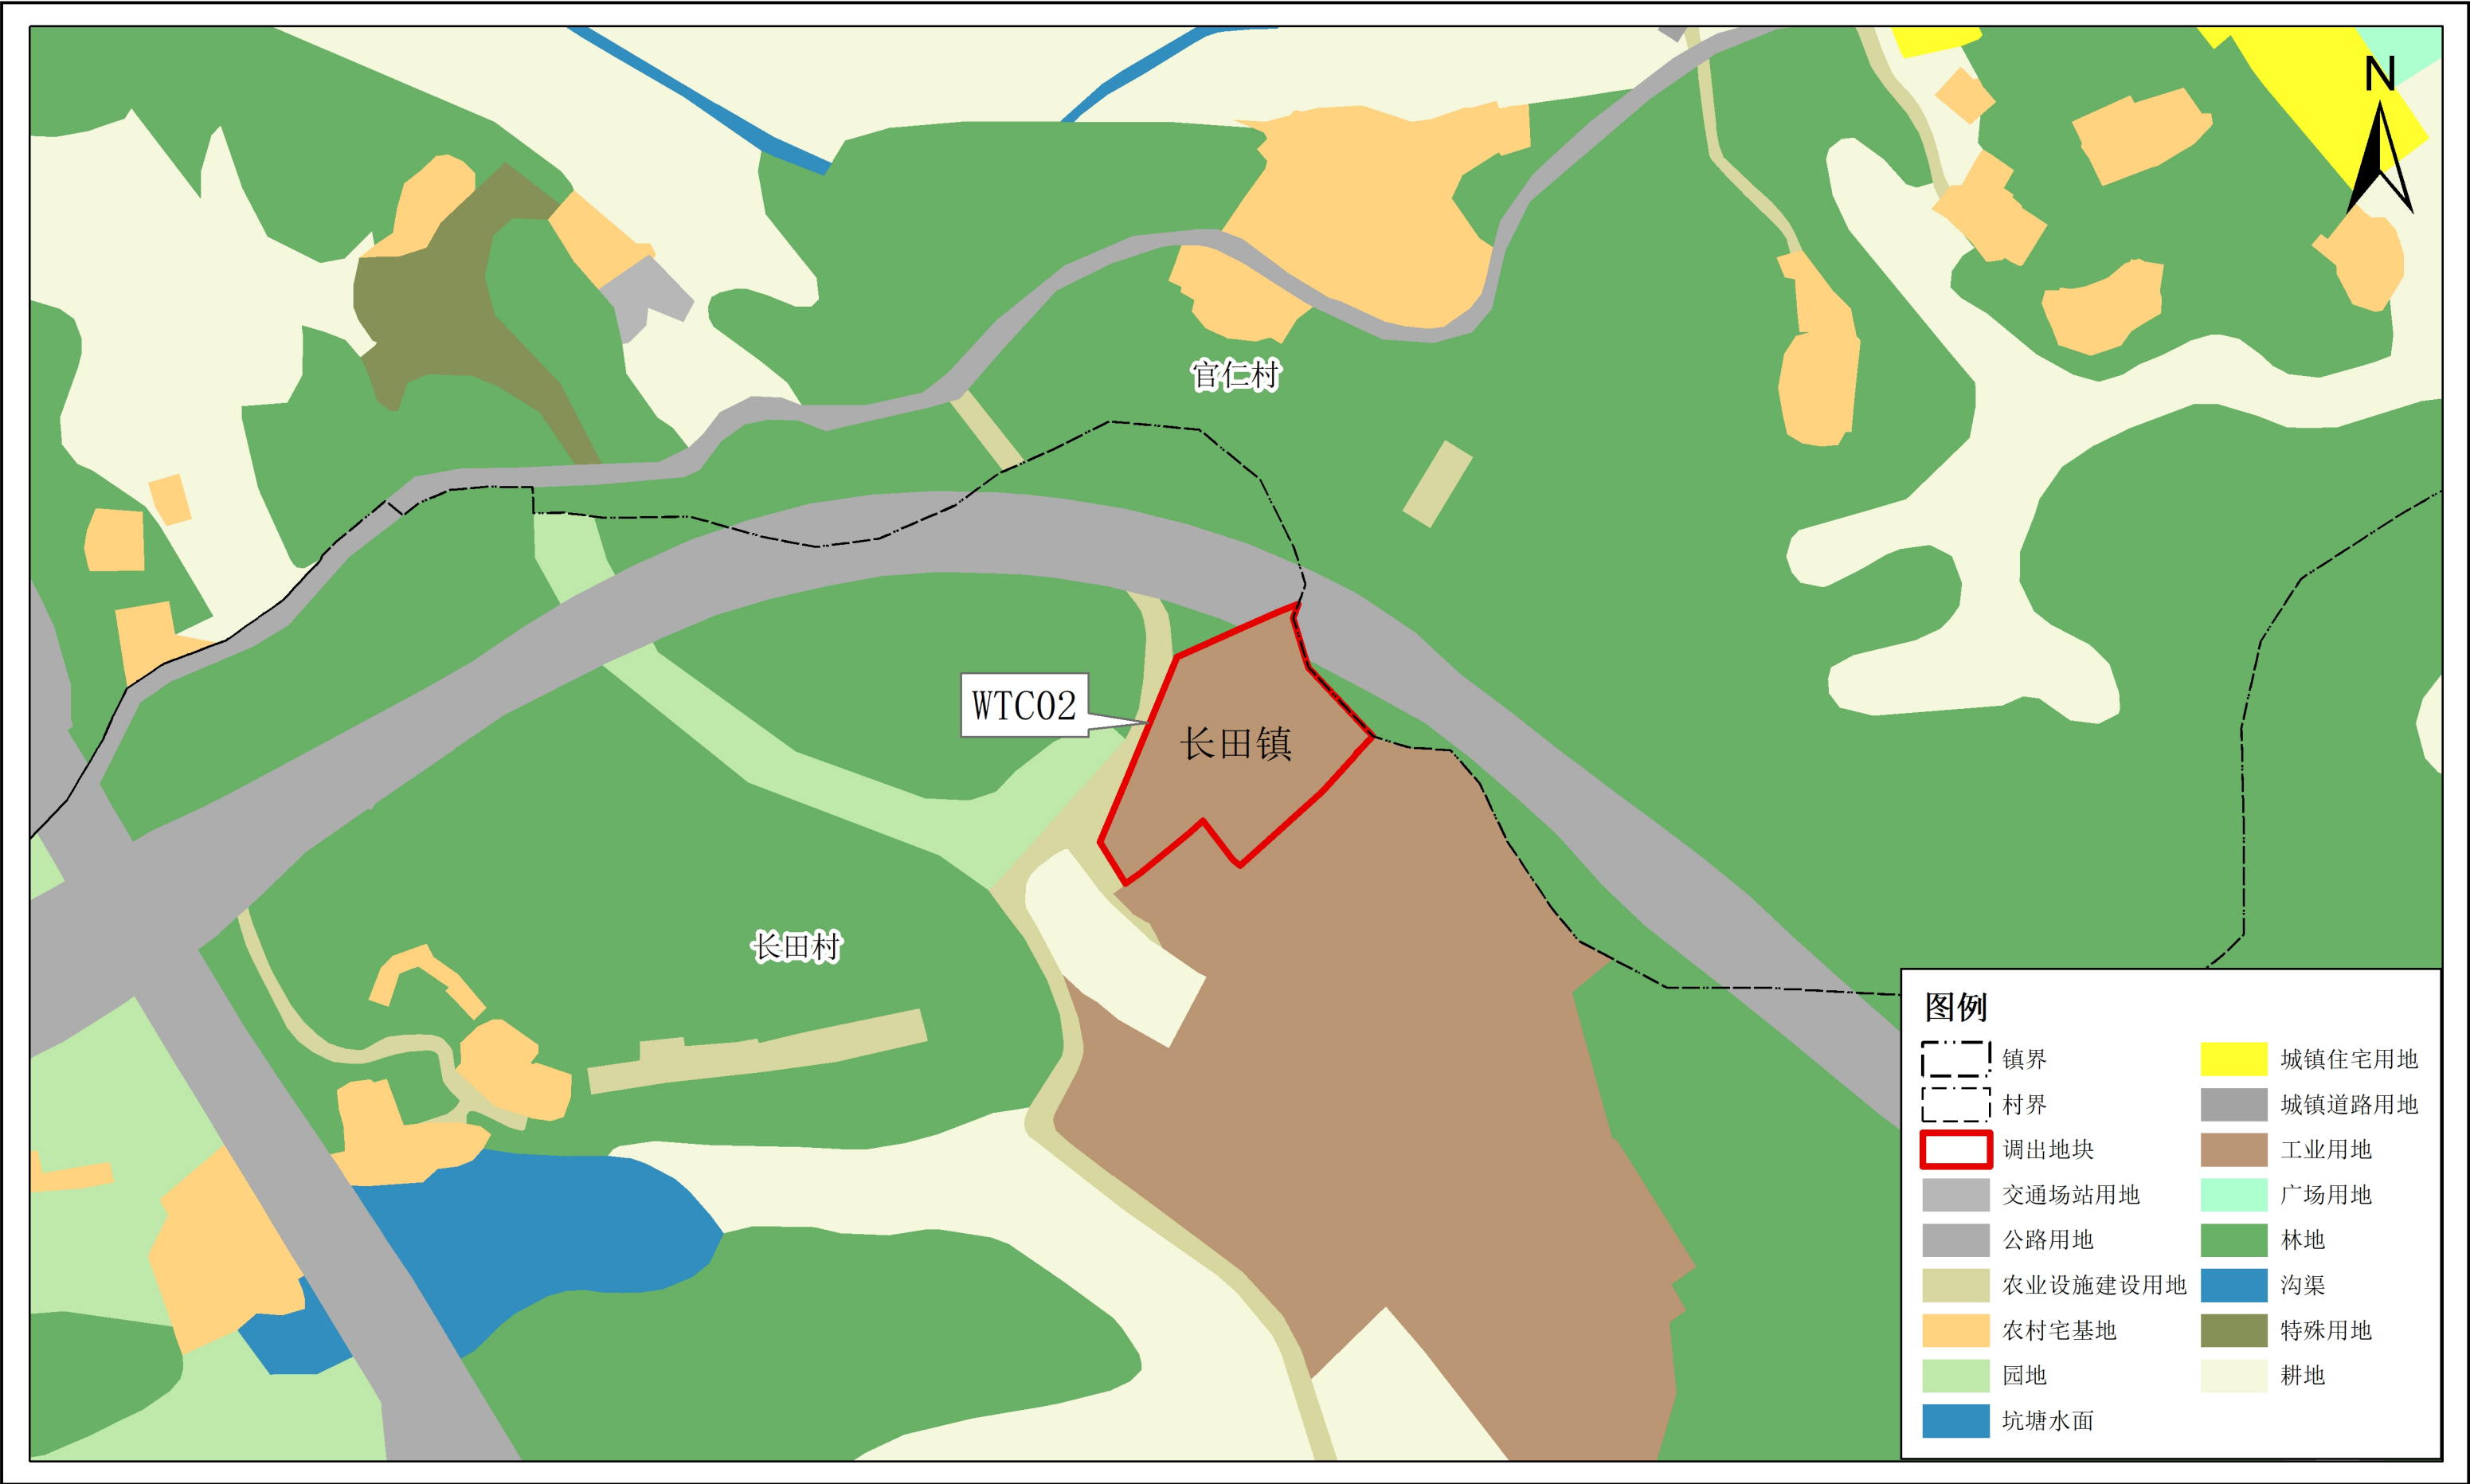 N
官仁村
WTC02
长田镇
长田村
图例
镇界
村界
调出地块
交通场站用地
公路用地
农业设施建设用地
农村宅基地
园地
坑塘水面
城镇住宅用地
城镇道路用地
工业用地
广场用地
林地
沟渠
特殊用地
耕地